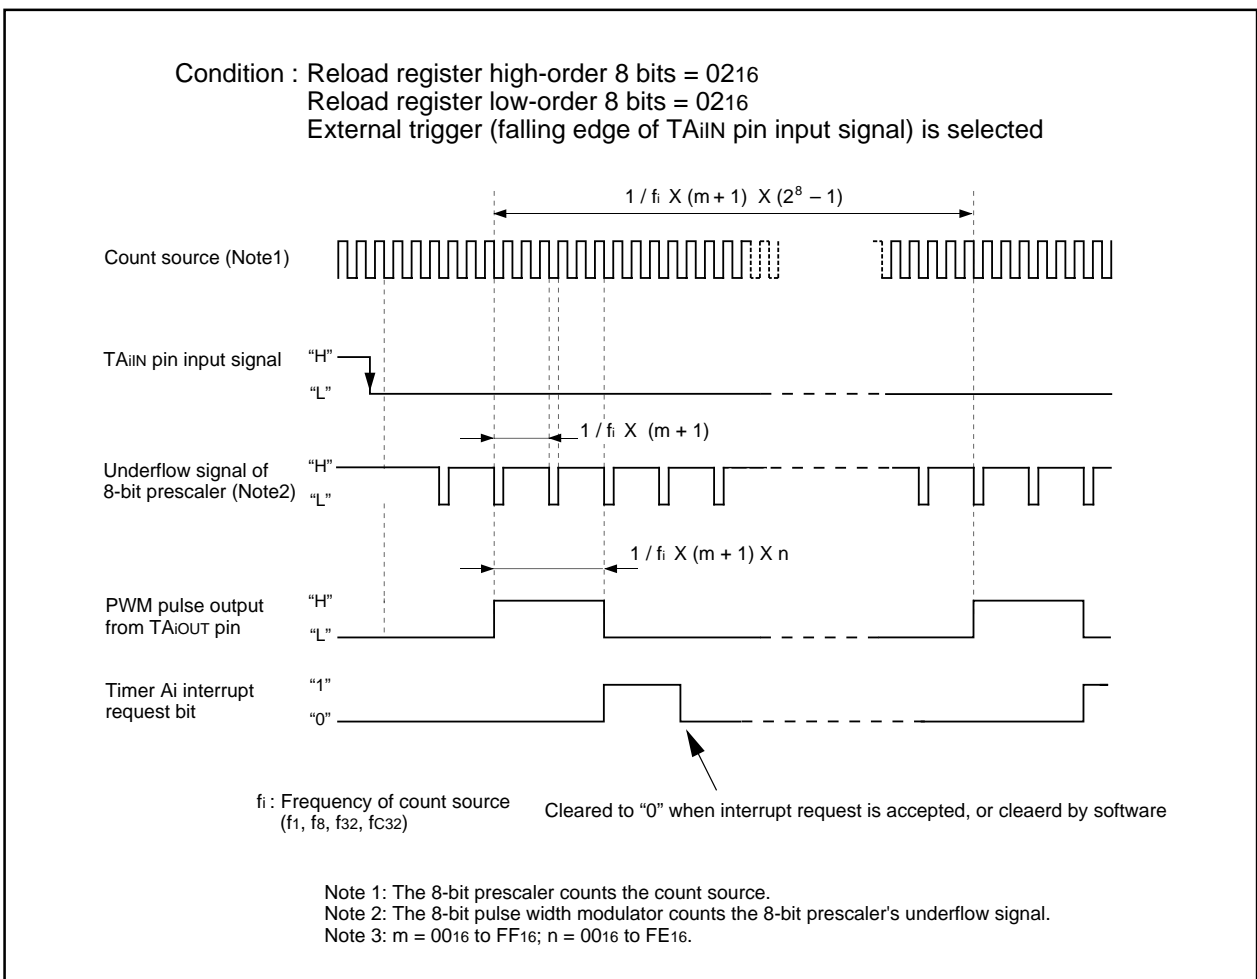 Condition : Reload register high-order 8 bits = 0216
Reload register low-order 8 bits = 0216
External trigger (falling edge of TAiIN pin input signal) is selected
1 / fi X (m + 1) X (2⁸ – 1)
Count source (Note1)
TAiIN pin input signal
“H”
“L”
1 / fi X (m + 1)
Underflow signal of
8-bit prescaler (Note2)
“H”
“L”
1 / fi X (m + 1) X n
PWM pulse output
from TAiOUT pin
“H”
“L”
Timer Ai interrupt
request bit
“1”
“0”
fi : Frequency of count source
(f1, f8, f32, fC32)
Cleared to “0” when interrupt request is accepted, or cleaerd by software
Note 1: The 8-bit prescaler counts the count source.
Note 2: The 8-bit pulse width modulator counts the 8-bit prescaler's underflow signal.
Note 3: m = 0016 to FF16; n = 0016 to FE16.